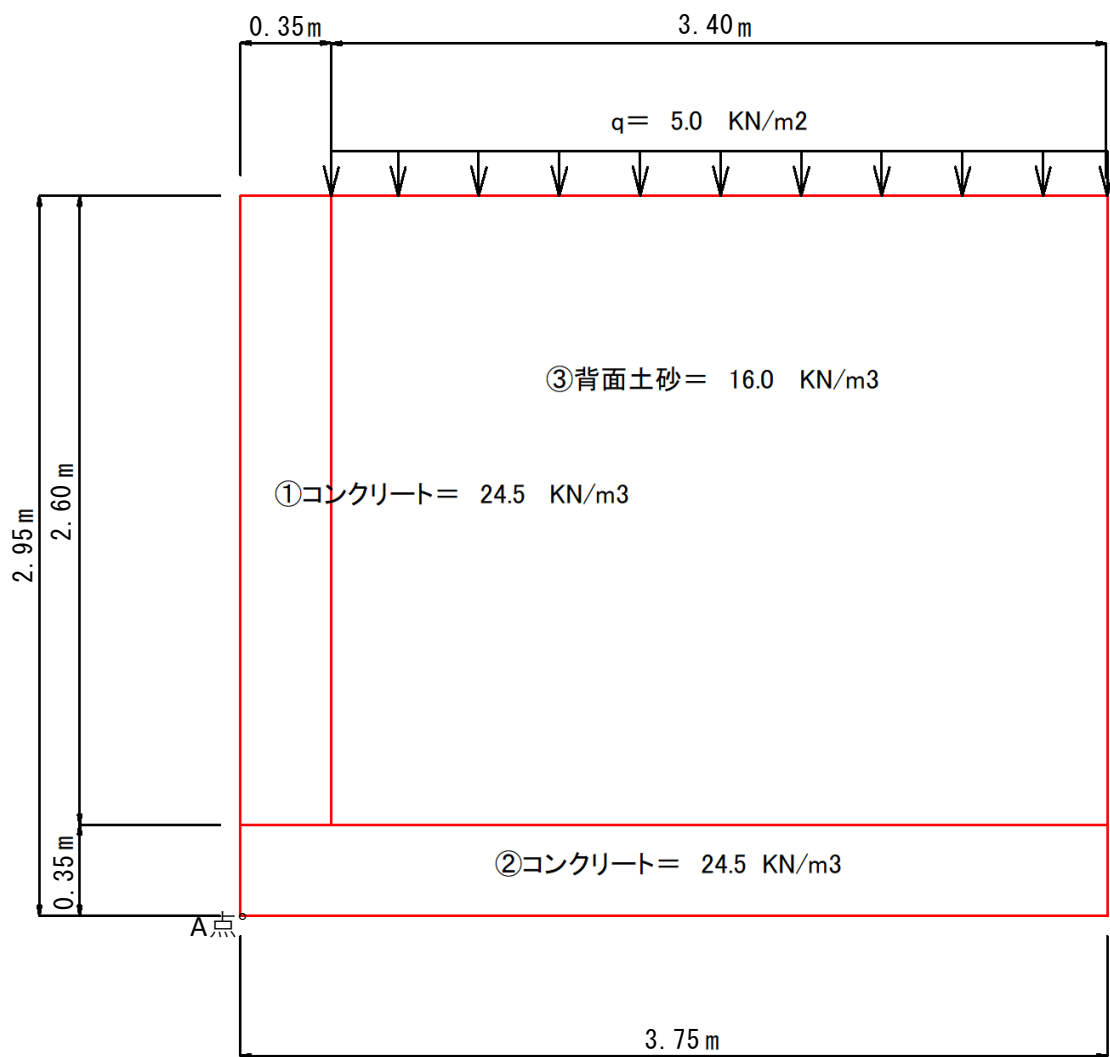 0.35m
3.40m
q＝ 5.0 KN/m2
③背面土砂＝ 16.0 KN/m3
①コンクリート＝ 24.5 KN/m3
2.95m
2.60m
0.35m
②コンクリート＝ 24.5 KN/m3
A点
3.75m